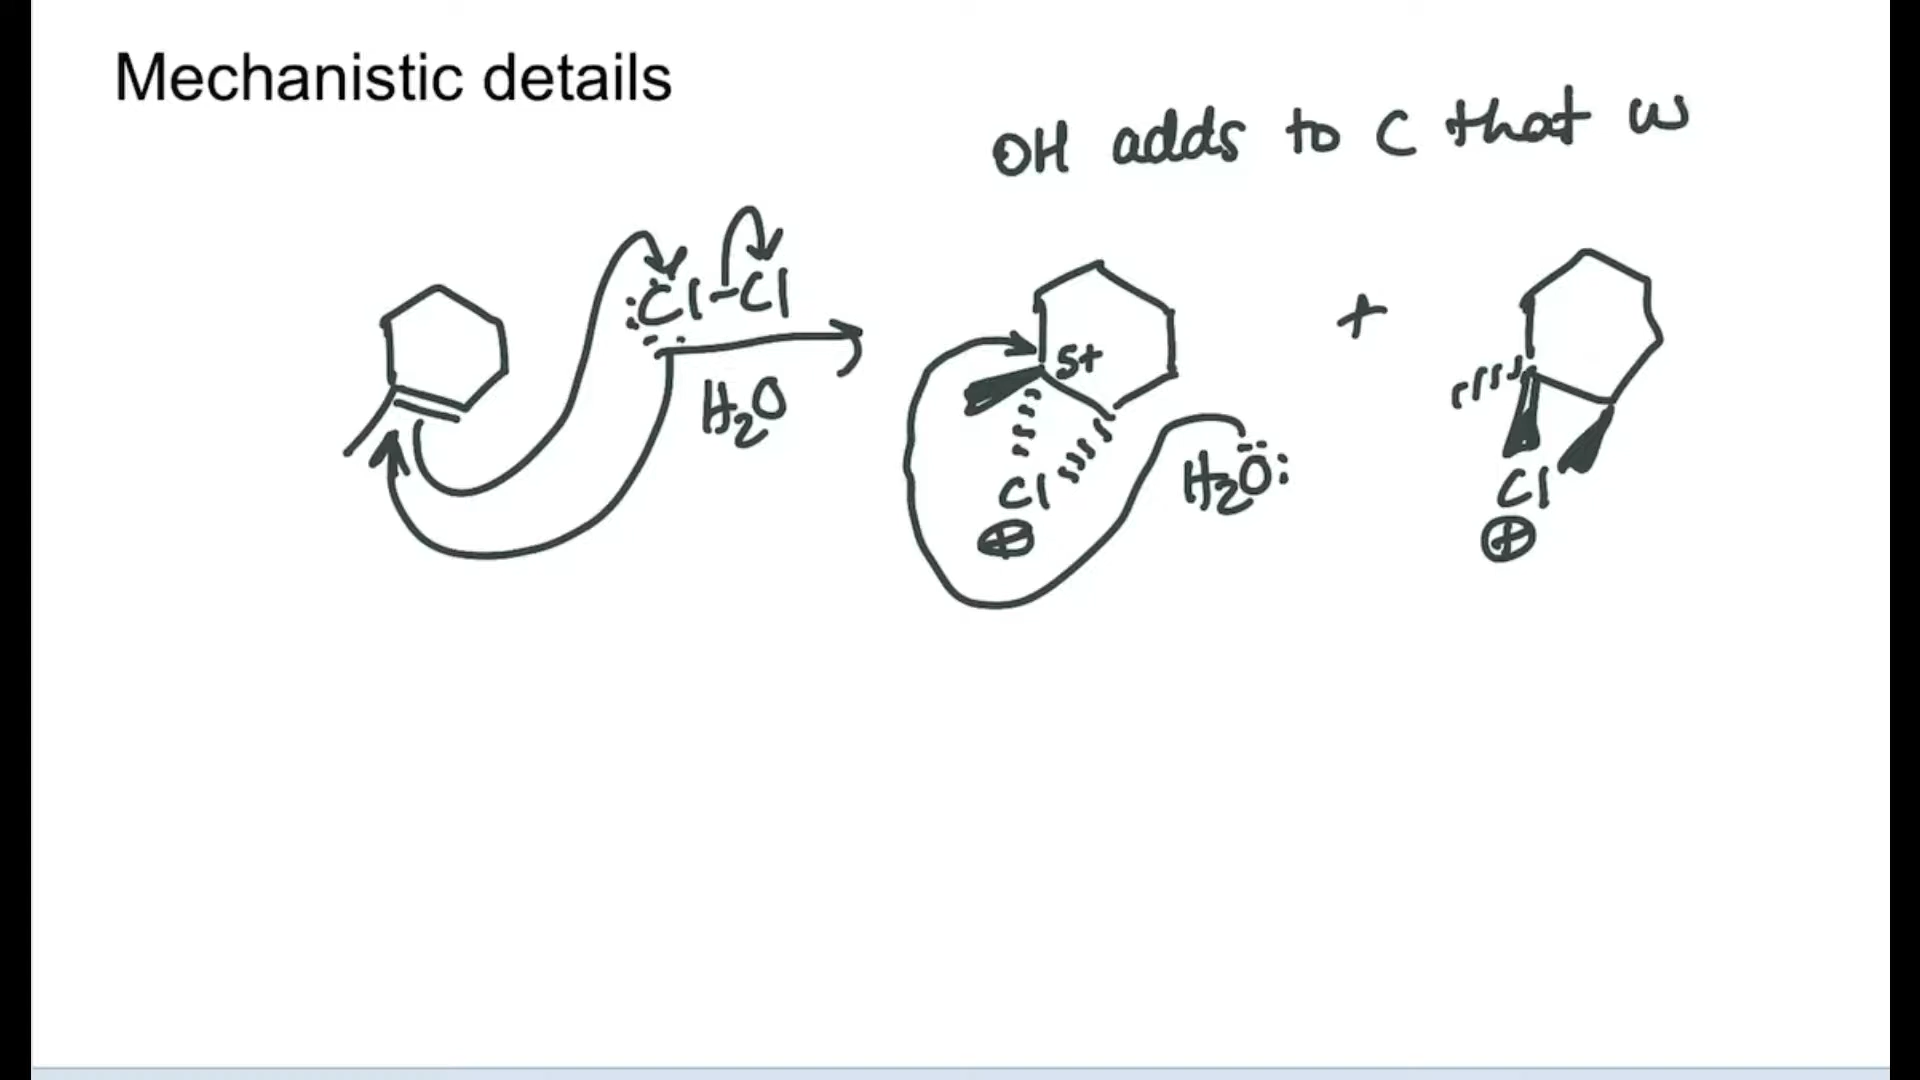 Mechanistic details
OH adds to C that w
:Cl-Cl
H₂O
δ+
Cl
⊕
H₂O:
+
Cl
⊕